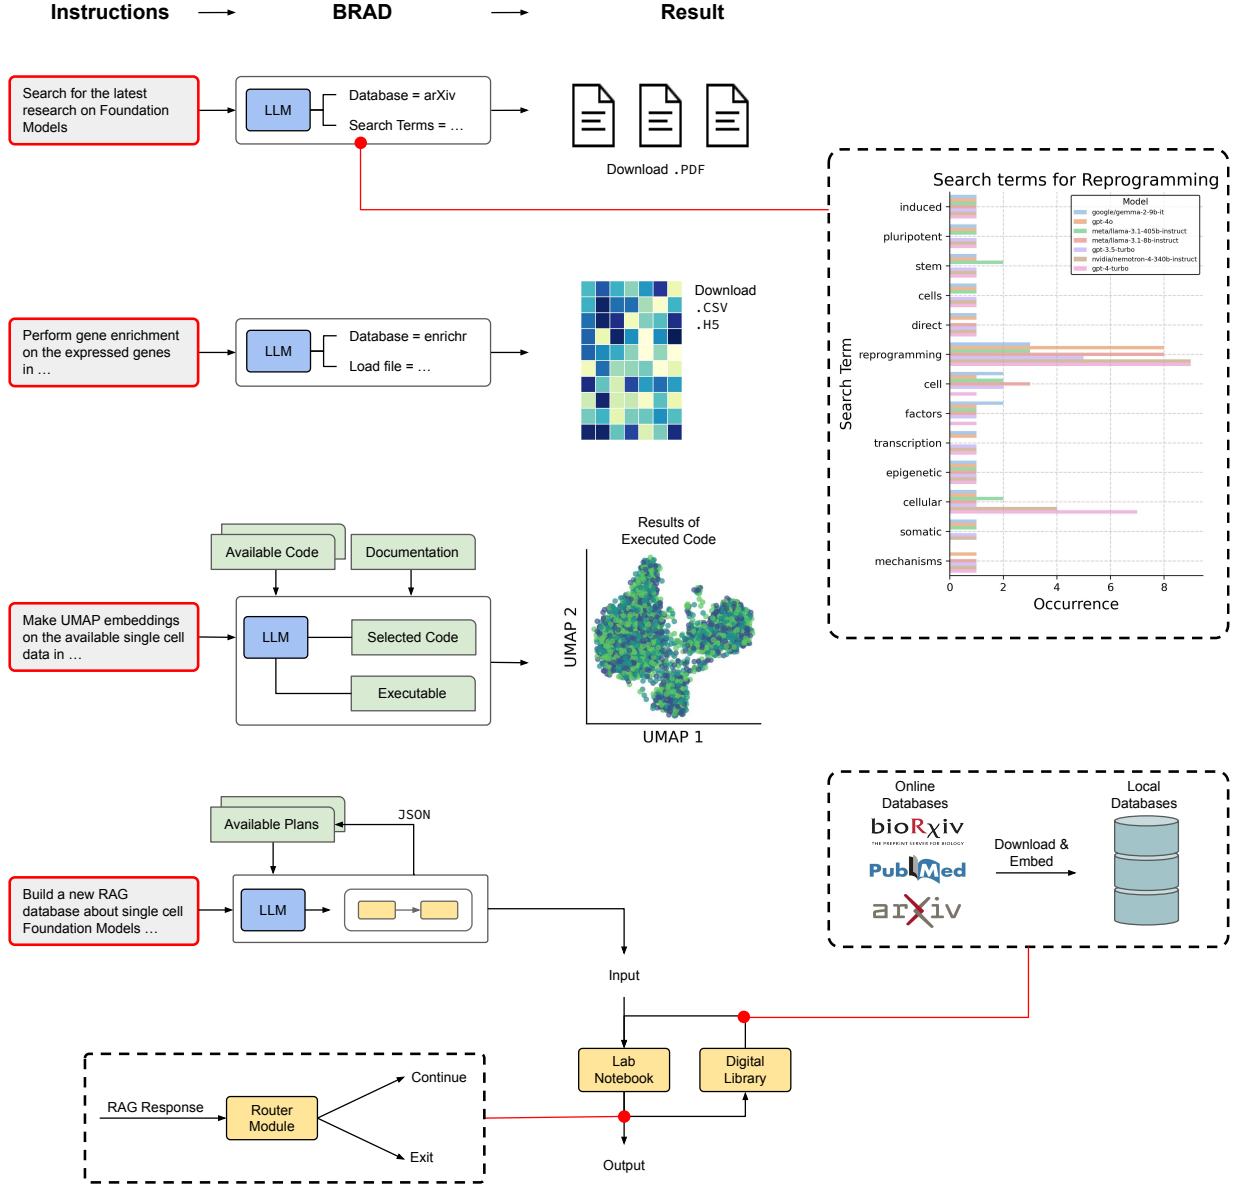 Instructions
BRAD
Result
Search for the latest
research on Foundation
Models
LLM
Database = arXiv
Search Terms = ...
Download .PDF
Search terms for Reprogramming
Model
google/gemma-2-9b-it
gpt-4o
meta/llama-3.1-405b-instruct
meta/llama-3.1-8b-instruct
gpt-3.5-turbo
nvidia/nemotron-4-340b-instruct
gpt-4-turbo
Search Term
induced
pluripotent
stem
cells
direct
reprogramming
cell
factors
transcription
epigenetic
cellular
somatic
mechanisms
0 2 4 6 8
Occurrence
Perform gene enrichment
on the expressed genes
in ...
LLM
Database = enrichr
Load file = ...
Download
.CSV
.H5
Make UMAP embeddings
on the available single cell
data in ...
Available Code
Documentation
LLM
Selected Code
Executable
Results of
Executed Code
UMAP 2
UMAP 1
Build a new RAG
database about single cell
Foundation Models ...
Available Plans
JSON
LLM
Online
Databases
bioRxiv
THE PREPRINT SERVER FOR BIOLOGY
PubMed
arXiv
Download &
Embed
Local
Databases
Input
Lab
Notebook
Digital
Library
Output
RAG Response
Router
Module
Continue
Exit